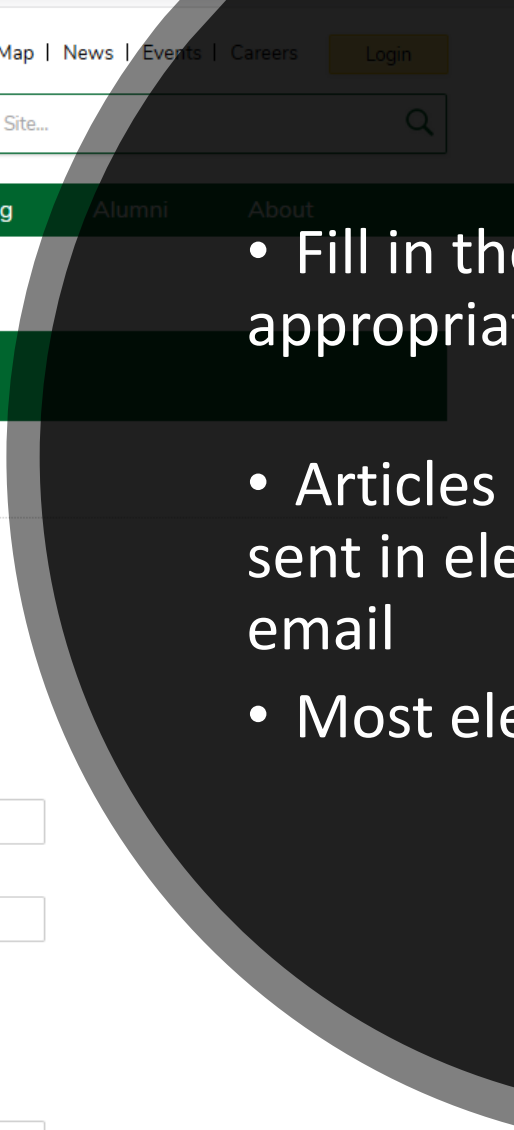 Map | News | Events | Careers Login
Site...
g Alumni About
• Fill in the
appropriat
• Articles
sent in ele
email
• Most ele